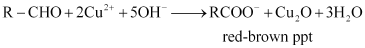 R – CHO + 2Cu²⁺ + 5OH⁻ ⟶ RCOO⁻ + Cu₂O + 3H₂O
red-brown ppt